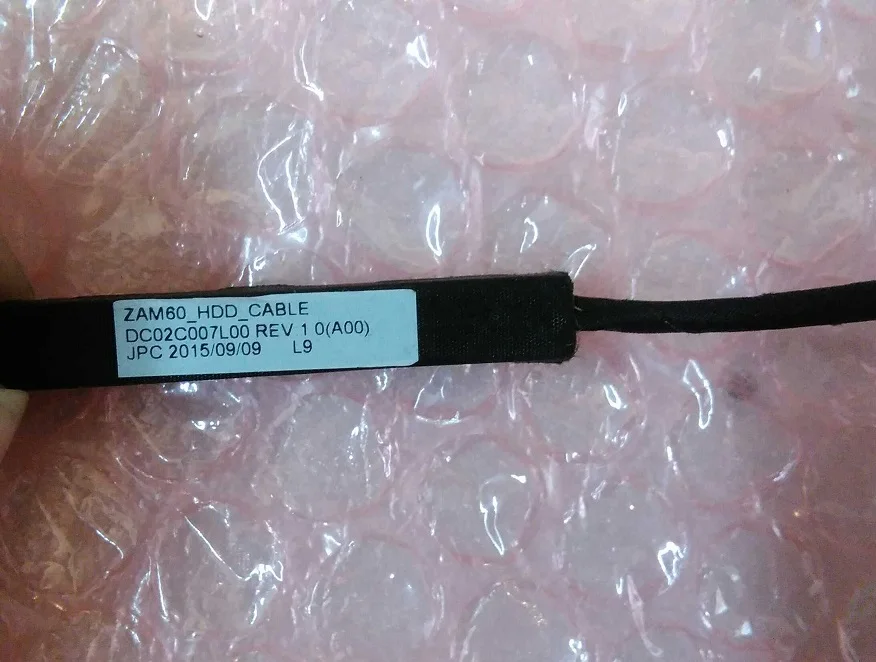 ZAM60_HDD_CABLE
DC02C007L00 REV 1 0(A00)
JPC 2015/09/09 L9